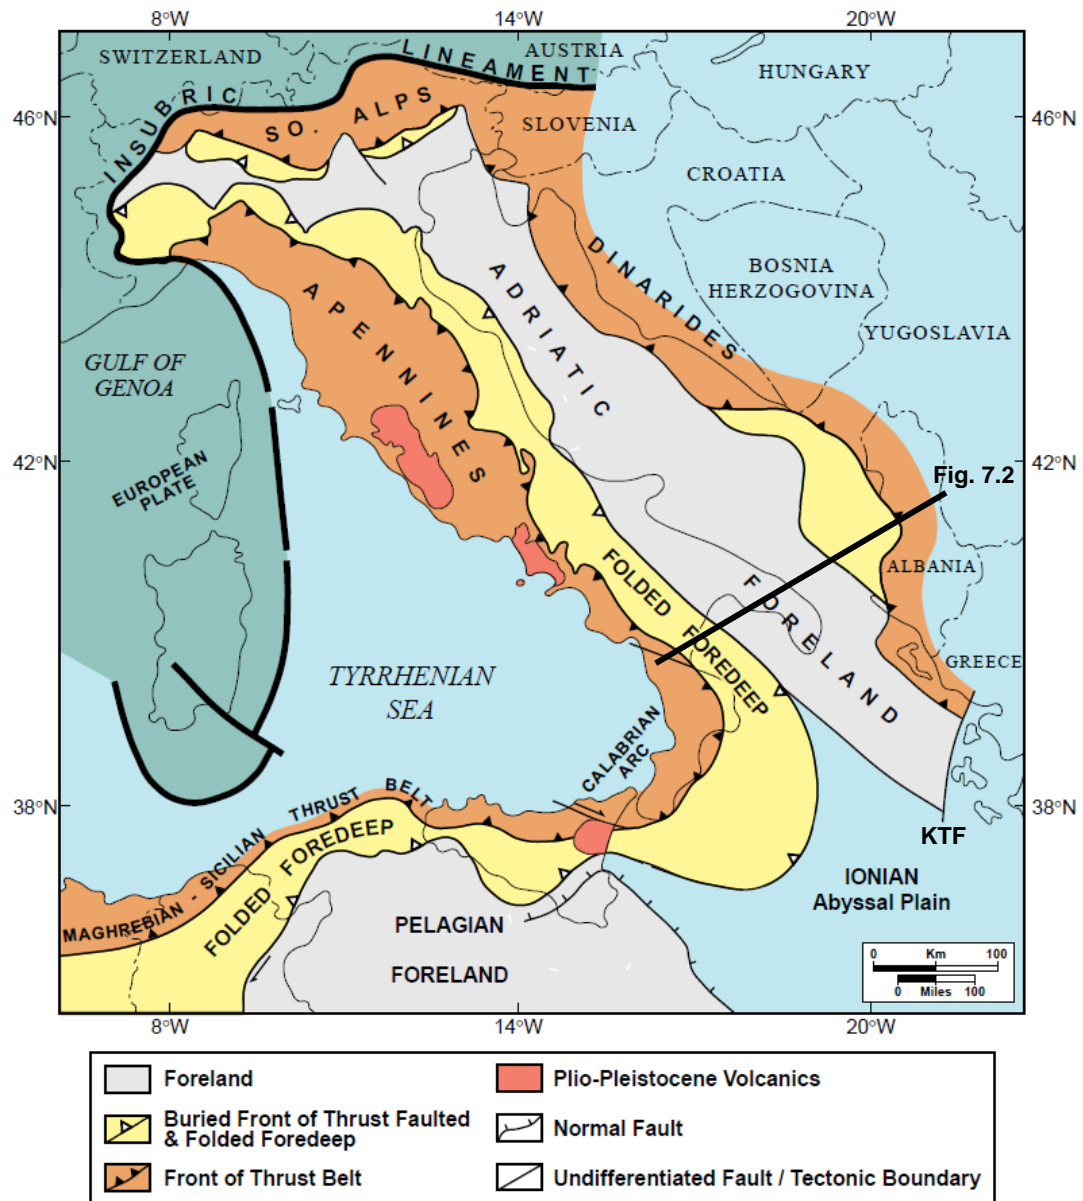 8°W 14°W 20°W
SWITZERLAND
LINEAMENT
AUSTRIA
HUNGARY
INSUBRIC
SO. ALPS
46°N
46°N
SLOVENIA
CROATIA
DINARIDES
BOSNIA
HERZOGOVINA
YUGOSLAVIA
ADRIATIC
APENNINES
GULF OF
GENOA
EUROPEAN
PLATE
42°N
42°N
Fig. 7.2
FOLDED FOREDEEP
FORELAND
ALBANIA
GREECE
TYRRHENIAN
SEA
CALABRIAN
ARC
38°N
38°N
MAGHREBIAN - SICILIAN THRUST BELT
FOLDED FOREDEEP
KTF
IONIAN
Abyssal Plain
PELAGIAN
FORELAND
0 Km 100
0 Miles 100
8°W 14°W 20°W
Foreland
Buried Front of Thrust Faulted
& Folded Foredeep
Front of Thrust Belt
Plio-Pleistocene Volcanics
Normal Fault
Undifferentiated Fault / Tectonic Boundary